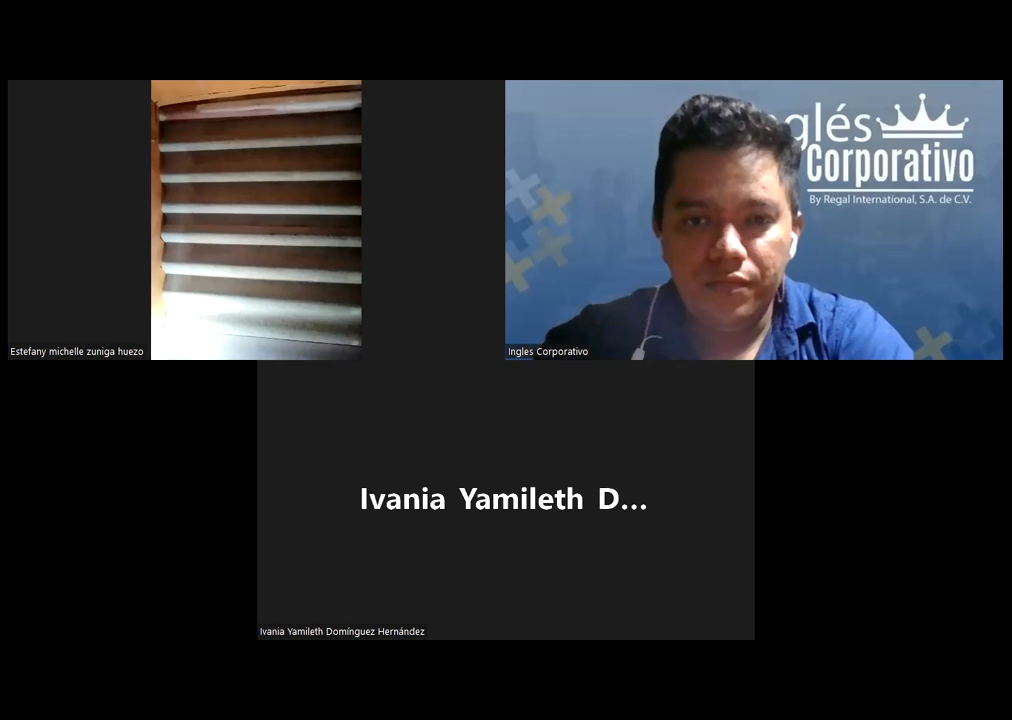 glés
Corporativo
By Regal International, S.A. de C.V.
Estefany michelle zuniga huezo
Ingles Corporativo
Ivania Yamileth D...
Ivania Yamileth Domínguez Hernández